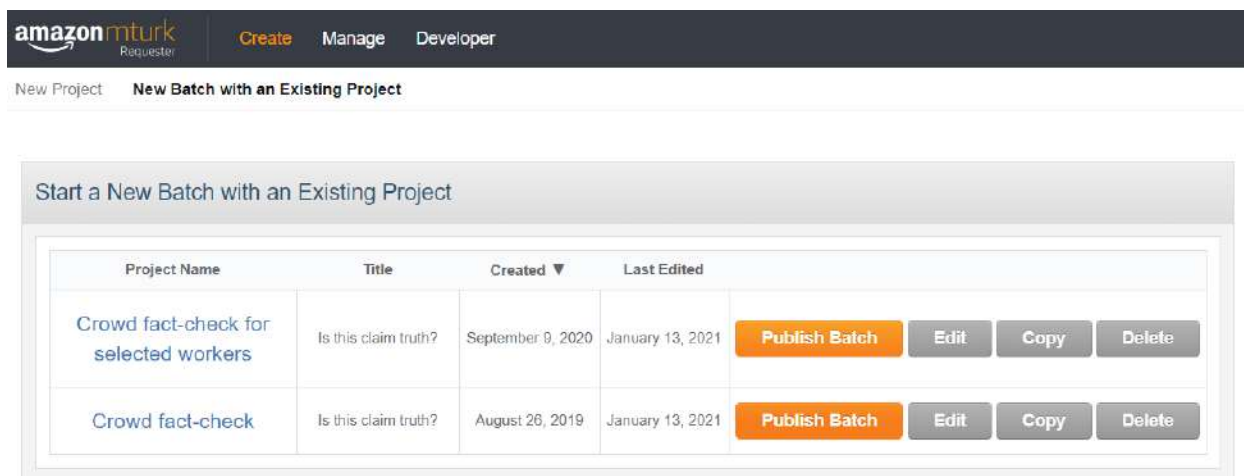 amazon mturk Create Manage Developer
Requester
New Project New Batch with an Existing Project
Start a New Batch with an Existing Project
Project Name Title Created ▼ Last Edited
Crowd fact-check for
selected workers
Is this claim truth? September 9, 2020 January 13, 2021 Publish Batch Edit Copy Delete
Crowd fact-check Is this claim truth? August 26, 2019 January 13, 2021 Publish Batch Edit Copy Delete